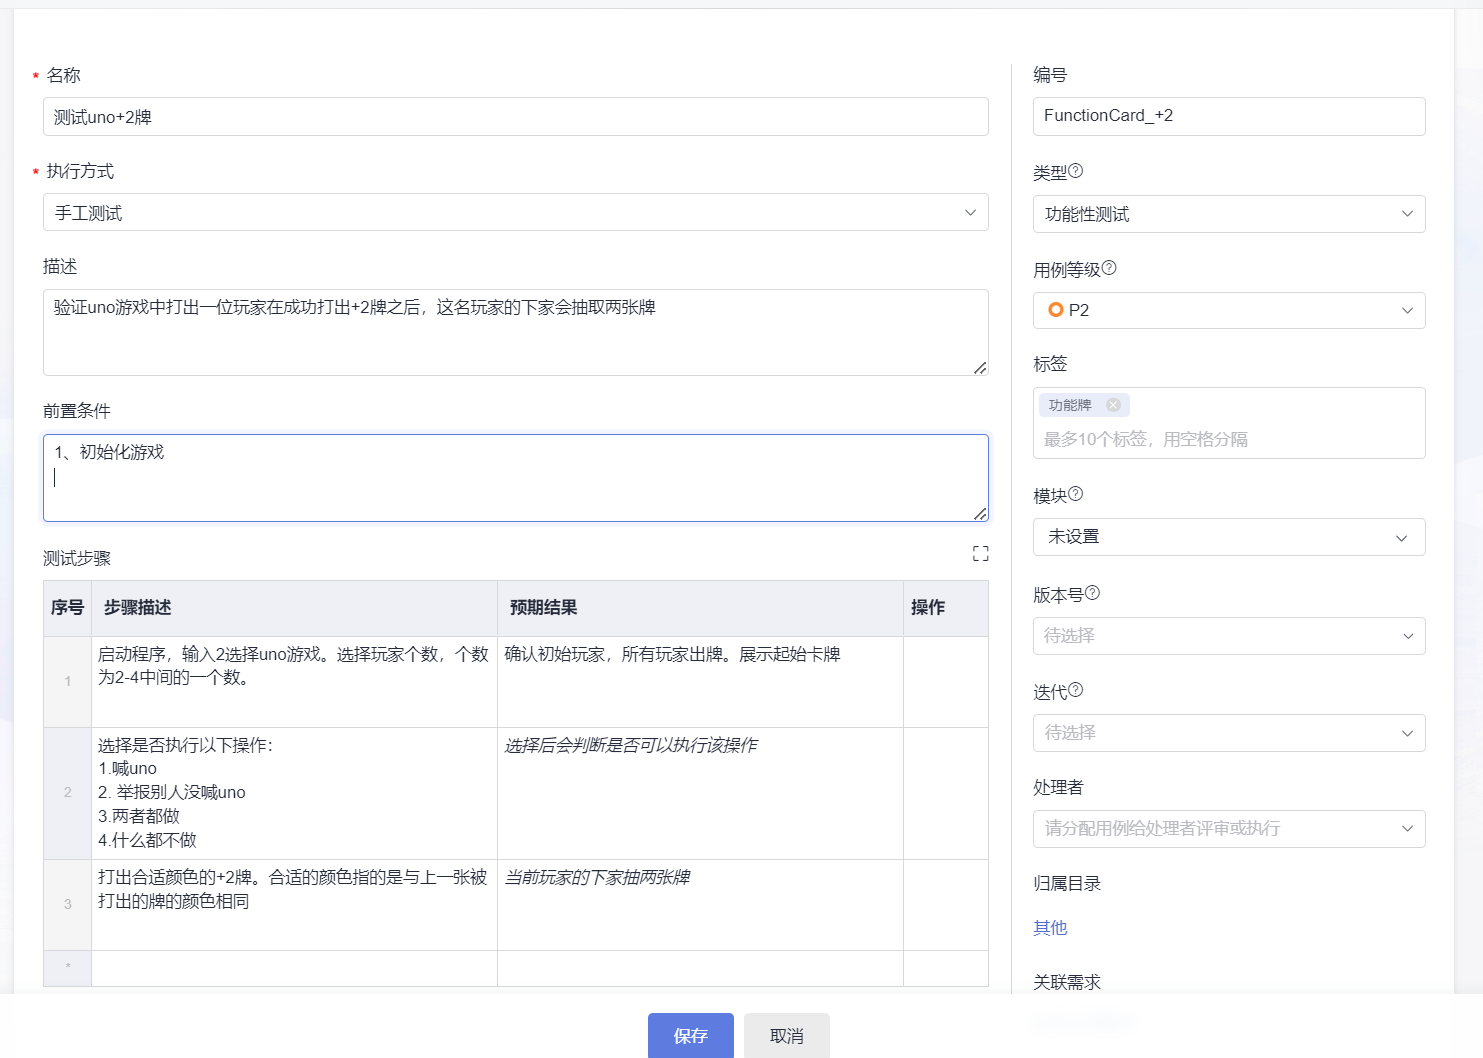 * 名称
测试uno+2牌
* 执行方式
手工测试
描述
验证uno游戏中打出一位玩家在成功打出+2牌之后，这名玩家的下家会抽取两张牌
前置条件
1、初始化游戏
测试步骤
序号 步骤描述 预期结果 操作
1 启动程序，输入2选择uno游戏。选择玩家个数，个数 确认初始玩家，所有玩家出牌。展示起始卡牌
为2-4中间的一个数。
2 选择是否执行以下操作： 选择后会判断是否可以执行该操作
1.喊uno
2. 举报别人没喊uno
3.两者都做
4.什么都不做
3 打出合适颜色的+2牌。合适的颜色指的是与上一张被 当前玩家的下家抽两张牌
打出的牌的颜色相同
*
编号
FunctionCard_+2
类型
功能性测试
用例等级
P2
标签
功能牌
最多10个标签，用空格分隔
模块
未设置
版本号
待选择
迭代
待选择
处理者
请分配用例给处理者评审或执行
归属目录
其他
关联需求
保存 取消